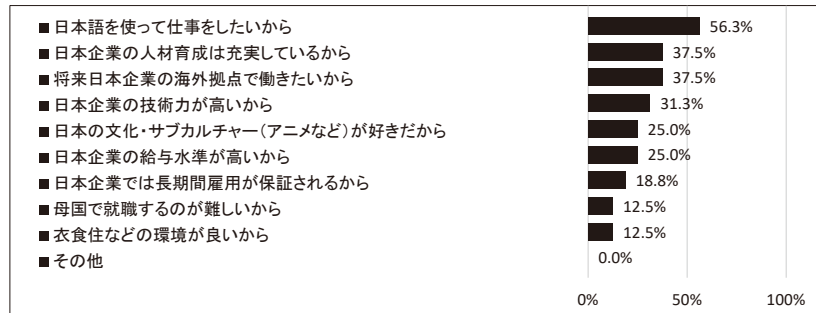 ■ 日本語を使って仕事をしたいから 56.3%
■ 日本企業の人材育成は充実しているから 37.5%
■ 将来日本企業の海外拠点で働きたいから 37.5%
■ 日本企業の技術力が高いから 31.3%
■ 日本の文化・サブカルチャー（アニメなど）が好きだから 25.0%
■ 日本企業の給与水準が高いから 25.0%
■ 日本企業では長期間雇用が保証されるから 18.8%
■ 母国で就職するのが難しいから 12.5%
■ 衣食住などの環境が良いから 12.5%
■ その他 0.0%
0% 50% 100%